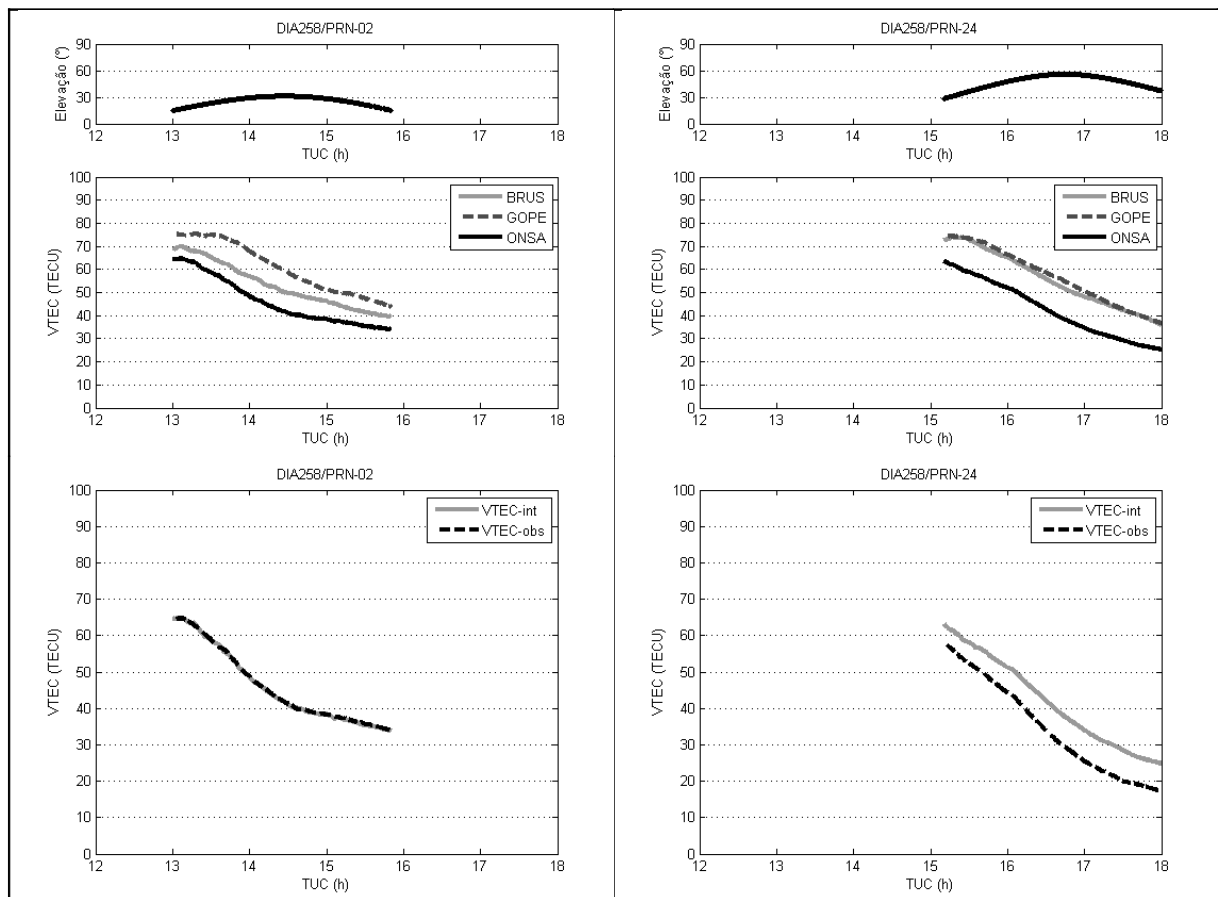 DIA258/PRN-02
Elevação (º)
90
60
30
0
12 13 14 15 16 17 18
TUC (h)
VTEC (TECU)
100
90
80
70
60
50
40
30
20
10
0
BRUS
GOPE
ONSA
12 13 14 15 16 17 18
TUC (h)
DIA258/PRN-24
Elevação (º)
90
60
30
0
12 13 14 15 16 17 18
TUC (h)
VTEC (TECU)
100
90
80
70
60
50
40
30
20
10
0
BRUS
GOPE
ONSA
12 13 14 15 16 17 18
TUC (h)
DIA258/PRN-02
VTEC (TECU)
100
90
80
70
60
50
40
30
20
10
0
VTEC-int
VTEC-obs
12 13 14 15 16 17 18
TUC (h)
DIA258/PRN-24
VTEC (TECU)
100
90
80
70
60
50
40
30
20
10
0
VTEC-int
VTEC-obs
12 13 14 15 16 17 18
TUC (h)